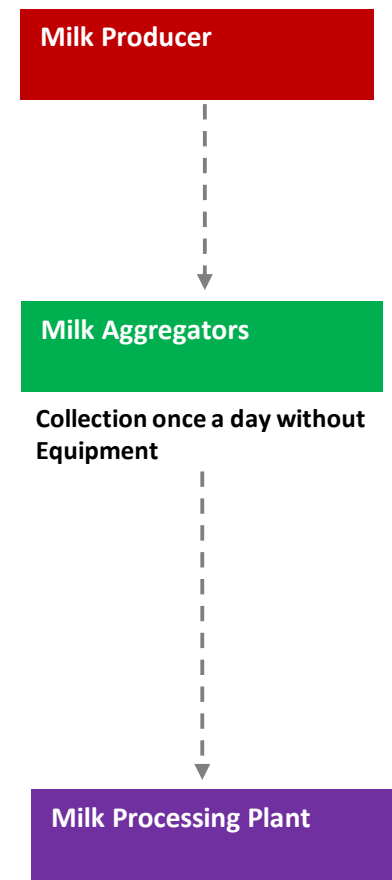 Milk Producer
Milk Aggregators
Collection once a day without
Equipment
Milk Processing Plant